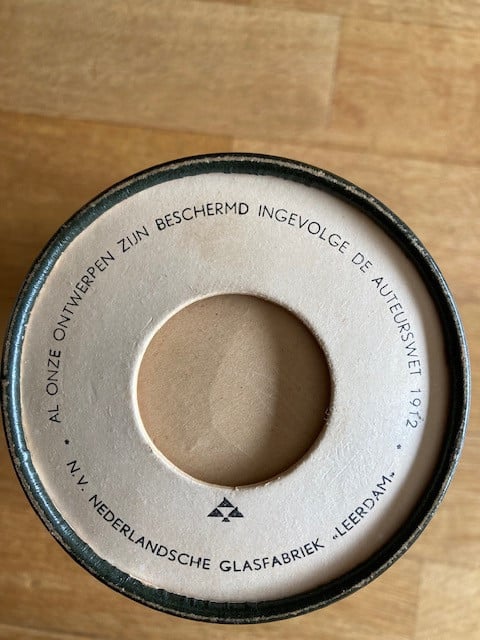 AL ONZE ONTWERPEN ZIJN BESCHERMD INGEVOLGE DE AUTEURSWET 1912
* N.V. NEDERLANDSCHE GLASFABRIEK „LEERDAM" *